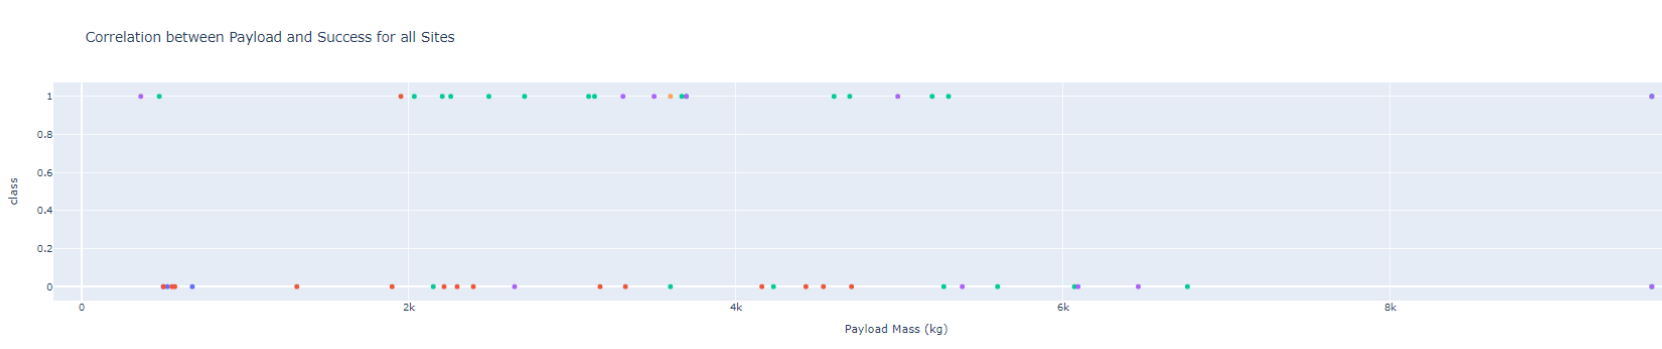 Correlation between Payload and Success for all Sites
1
0.8
0.6
0.4
0.2
0
class
0 2k 4k 6k 8k
Payload Mass (kg)